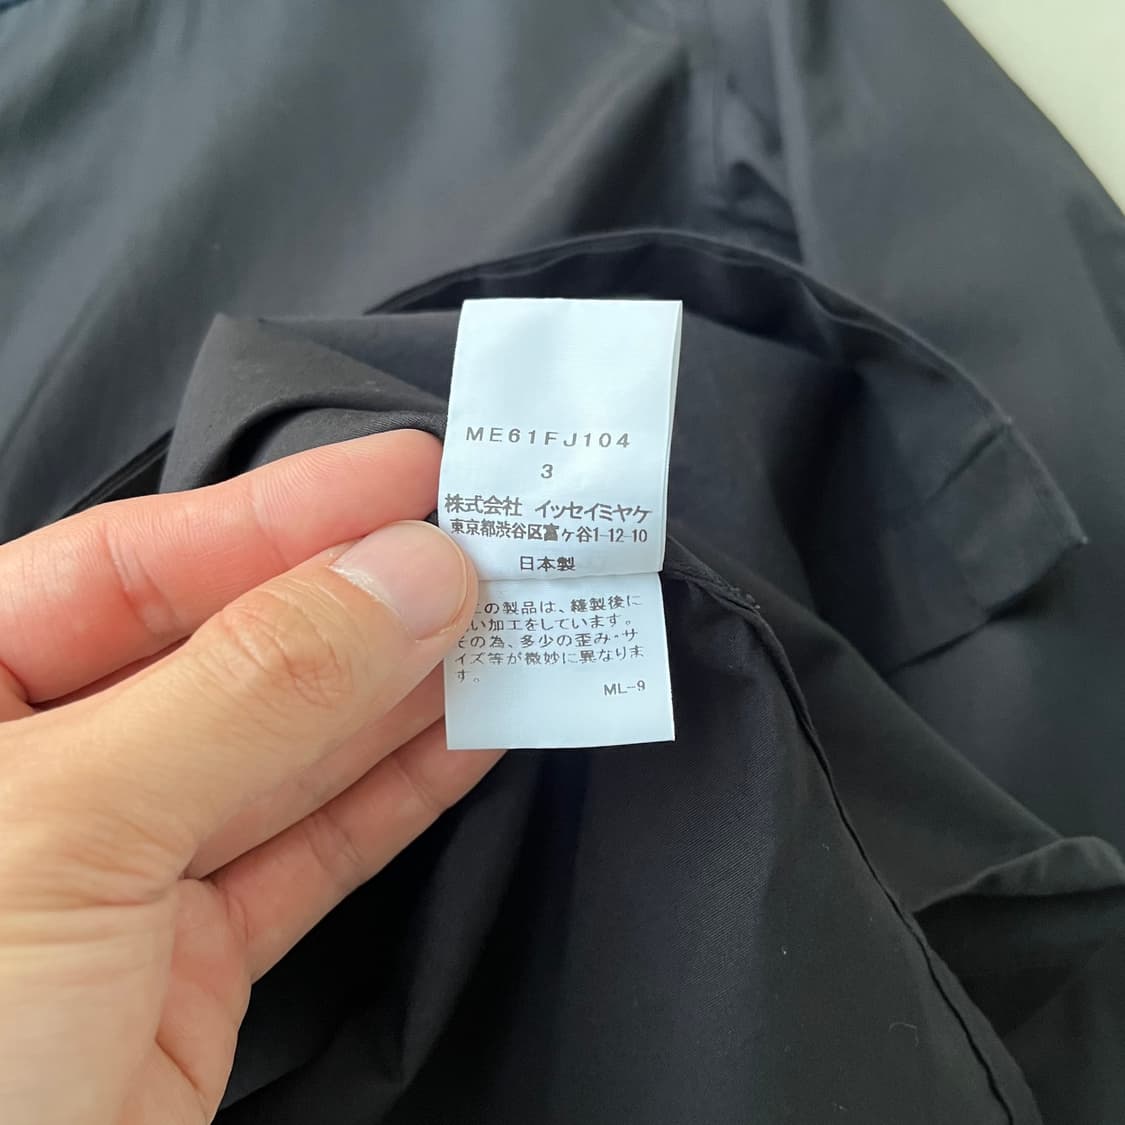 ME61FJ104
3
株式会社 イッセイミヤケ
東京都渋谷区富ヶ谷1-12-10
日本製
この製品は、縫製後に
い加工をしています。
その為、多少の歪み・サ
イズ等が微妙に異なりま
す。
ML-9